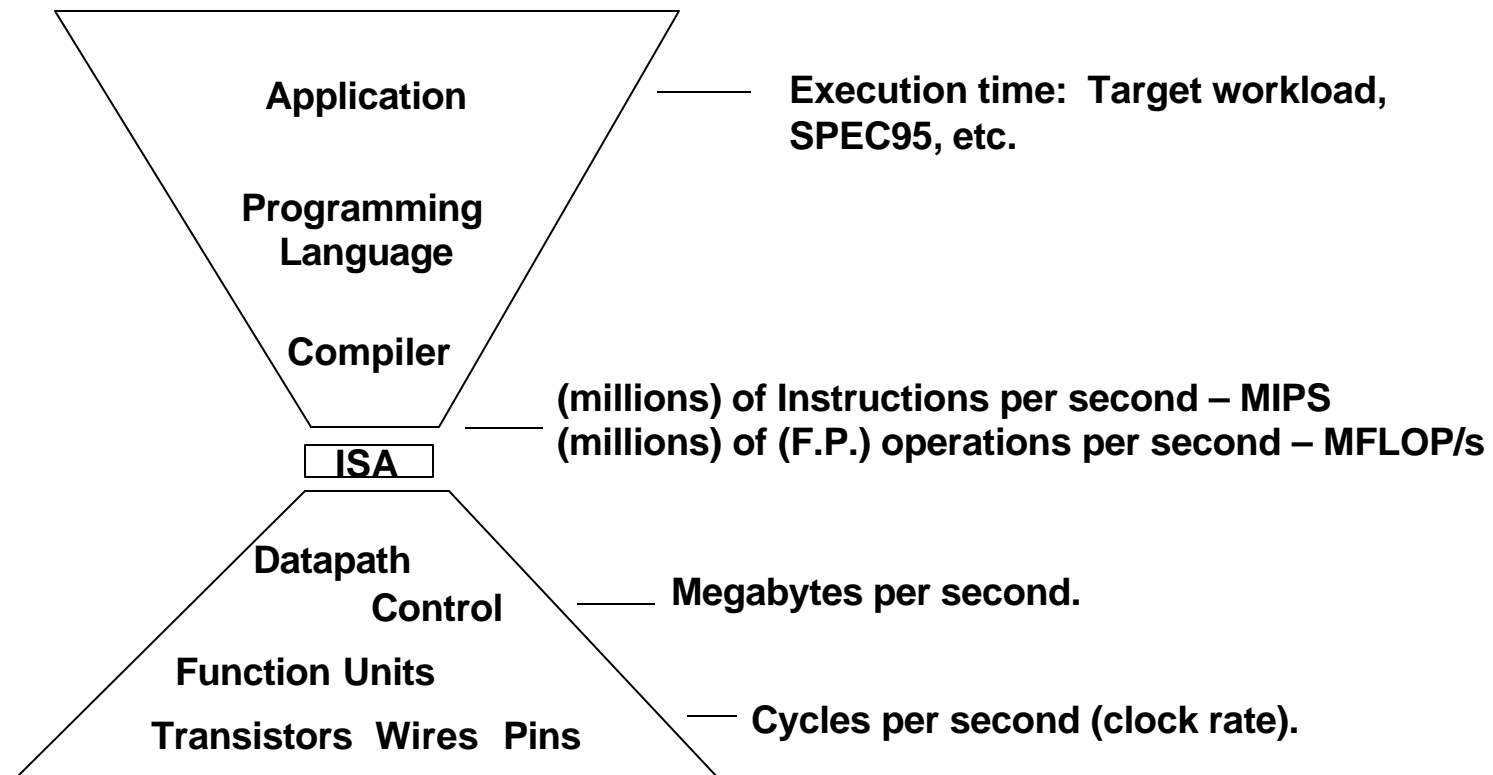 Application
Execution time: Target workload,
SPEC95, etc.
Programming
Language
Compiler
(millions) of Instructions per second – MIPS
(millions) of (F.P.) operations per second – MFLOP/s
ISA
Datapath
Control
Megabytes per second.
Function Units
Transistors Wires Pins
Cycles per second (clock rate).